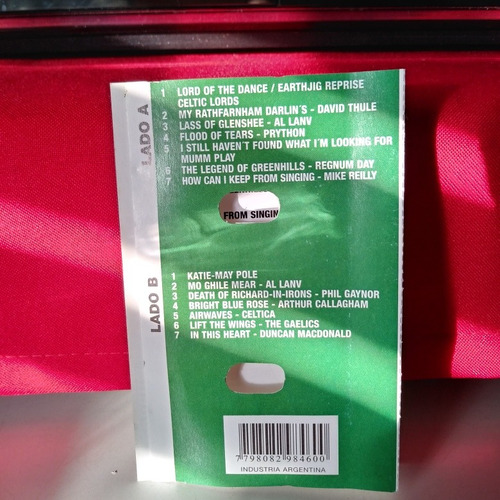 LADO A
1 LORD OF THE DANCE / EARTHJIG REPRISE
CELTIC LORDS
2 MY RATHFARNHAM DARLIN´S - DAVID THULE
3 LASS OF GLENSHEE - AL LANV
4 FLOOD OF TEARS - PRYTHON
5 I STILL HAVEN´T FOUND WHAT I´M LOOKING FOR
MUMM PLAY
6 THE LEGEND OF GREENHILLS - REGNUM DAY
7 HOW CAN I KEEP FROM SINGING - MIKE REILLY
FROM SINGIN
LADO B
1 KATIE-MAY POLE
2 MO GHILE MEAR - AL LANV
3 DEATH OF RICHARD-IN-IRONS - PHIL GAYNOR
4 BRIGHT BLUE ROSE - ARTHUR CALLAGHAM
5 AIRWAVES - CELTICA
6 LIFT THE WINGS - THE GAELICS
7 IN THIS HEART - DUNCAN MACDONALD
7 798082 984600
INDUSTRIA ARGENTINA